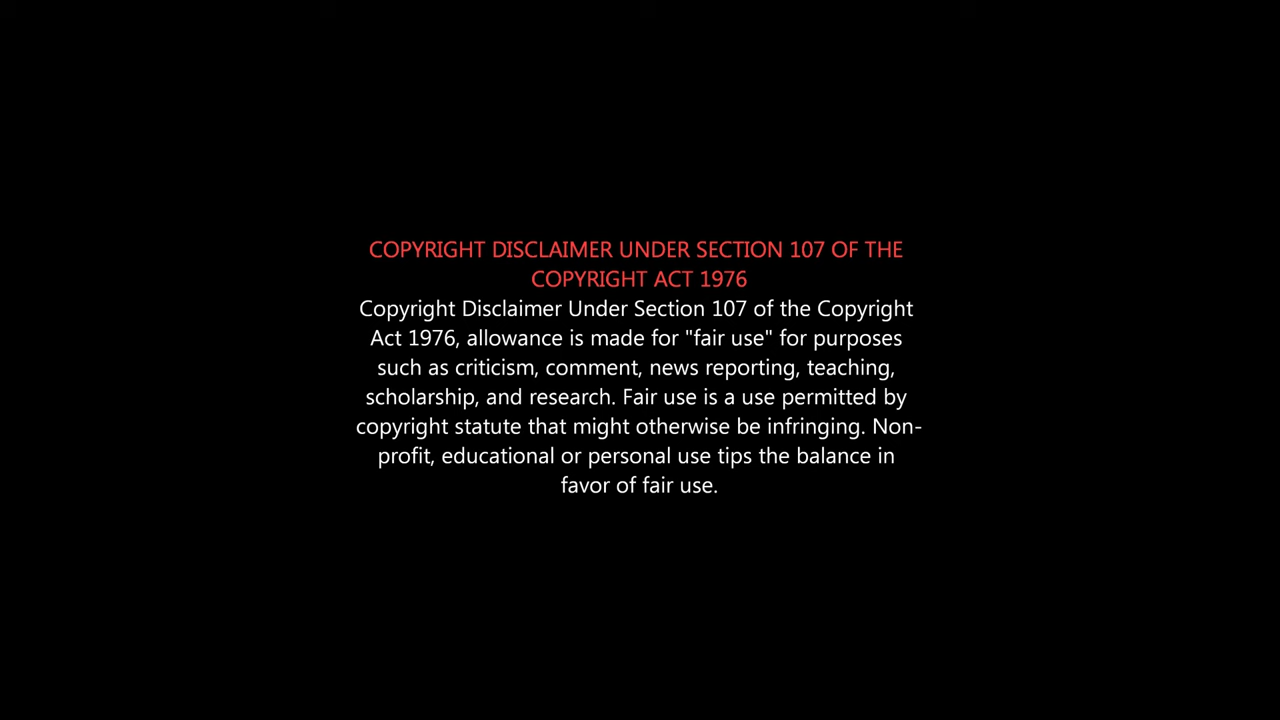 COPYRIGHT DISCLAIMER UNDER SECTION 107 OF THE
COPYRIGHT ACT 1976
Copyright Disclaimer Under Section 107 of the Copyright
Act 1976, allowance is made for "fair use" for purposes
such as criticism, comment, news reporting, teaching,
scholarship, and research. Fair use is a use permitted by
copyright statute that might otherwise be infringing. Non-
profit, educational or personal use tips the balance in
favor of fair use.